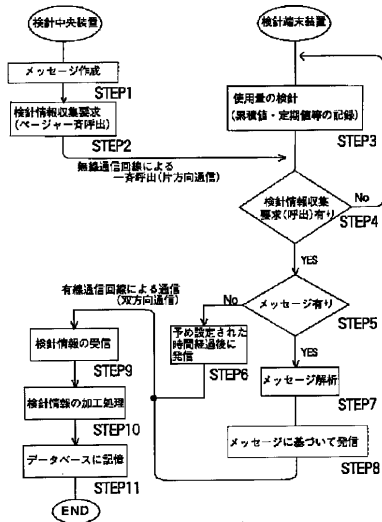 検針中央装置
メッセージ作成
STEP1
検針情報収集要求
(ページャー斉呼出)
STEP2
無線通信回線による
一斉呼出(片方向通信)
検針端末装置
使用量の検針
(累積値・定期値等の記録)
STEP3
検針情報収集
要求(呼出)有り
No
STEP4
YES
メッセージ有り
No
STEP5
YES
予め設定された
時間経過後に
発信
STEP6
メッセージ解析
STEP7
メッセージに基づいて発信
STEP8
有線通信回線による通信
(双方向通信)
検針情報の受信
STEP9
検針情報の加工処理
STEP10
データベースに記憶
STEP11
END